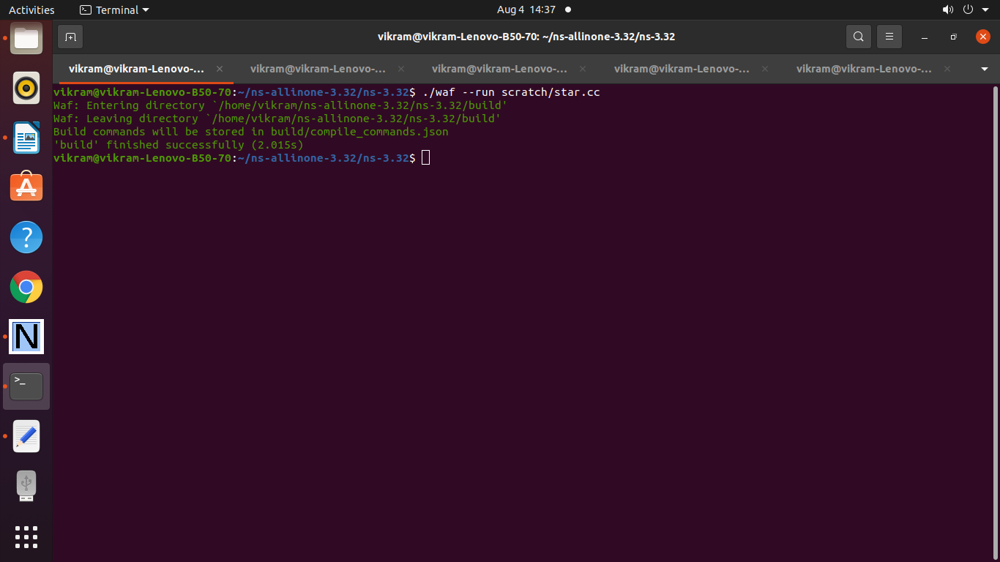 Activities
Terminal
Aug 4 14:37
vikram@vikram-Lenovo-B50-70: ~/ns-allinone-3.32/ns-3.32
vikram@vikram-Lenovo-...
vikram@vikram-Lenovo-...
vikram@vikram-Lenovo-...
vikram@vikram-Lenovo-...
vikram@vikram-Lenovo-...
vikram@vikram-Lenovo-B50-70:~/ns-allinone-3.32/ns-3.32$ ./waf --run scratch/star.cc
Waf: Entering directory `/home/vikram/ns-allinone-3.32/ns-3.32/build'
Waf: Leaving directory `/home/vikram/ns-allinone-3.32/ns-3.32/build'
Build commands will be stored in build/compile_commands.json
'build' finished successfully (2.015s)
vikram@vikram-Lenovo-B50-70:~/ns-allinone-3.32/ns-3.32$
?
N
>_